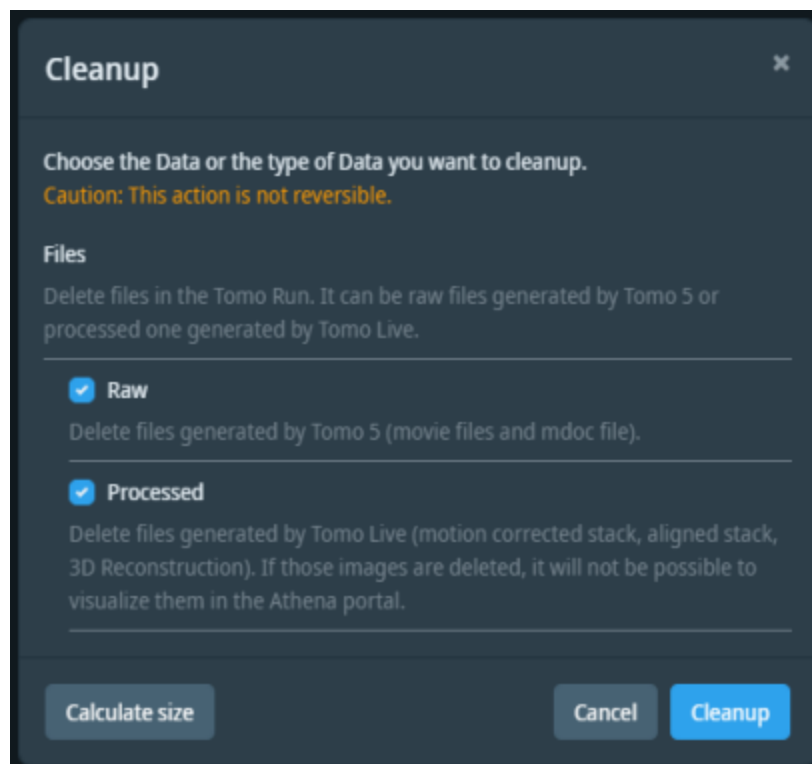 Cleanup
Choose the Data or the type of Data you want to cleanup.
Caution: This action is not reversible.
Files
Delete files in the Tomo Run. It can be raw files generated by Tomo 5 or
processed one generated by Tomo Live.
Raw
Delete files generated by Tomo 5 (movie files and mdoc file).
Processed
Delete files generated by Tomo Live (motion corrected stack, aligned stack,
3D Reconstruction). If those images are deleted, it will not be possible to
visualize them in the Athena portal.
Calculate size Cancel Cleanup